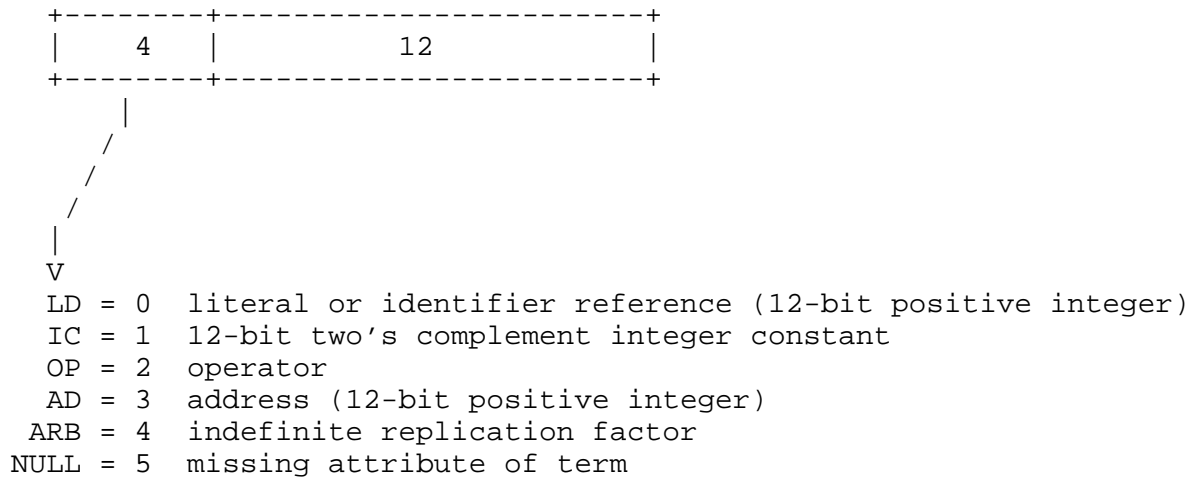 +--------+------------------------+
|    4   |          12            |
+--------+------------------------+
    |
   /
  /
 /
|
V
LD = 0  literal or identifier reference (12-bit positive integer)
IC = 1  12-bit two's complement integer constant
OP = 2  operator
AD = 3  address (12-bit positive integer)
ARB = 4  indefinite replication factor
NULL = 5  missing attribute of term